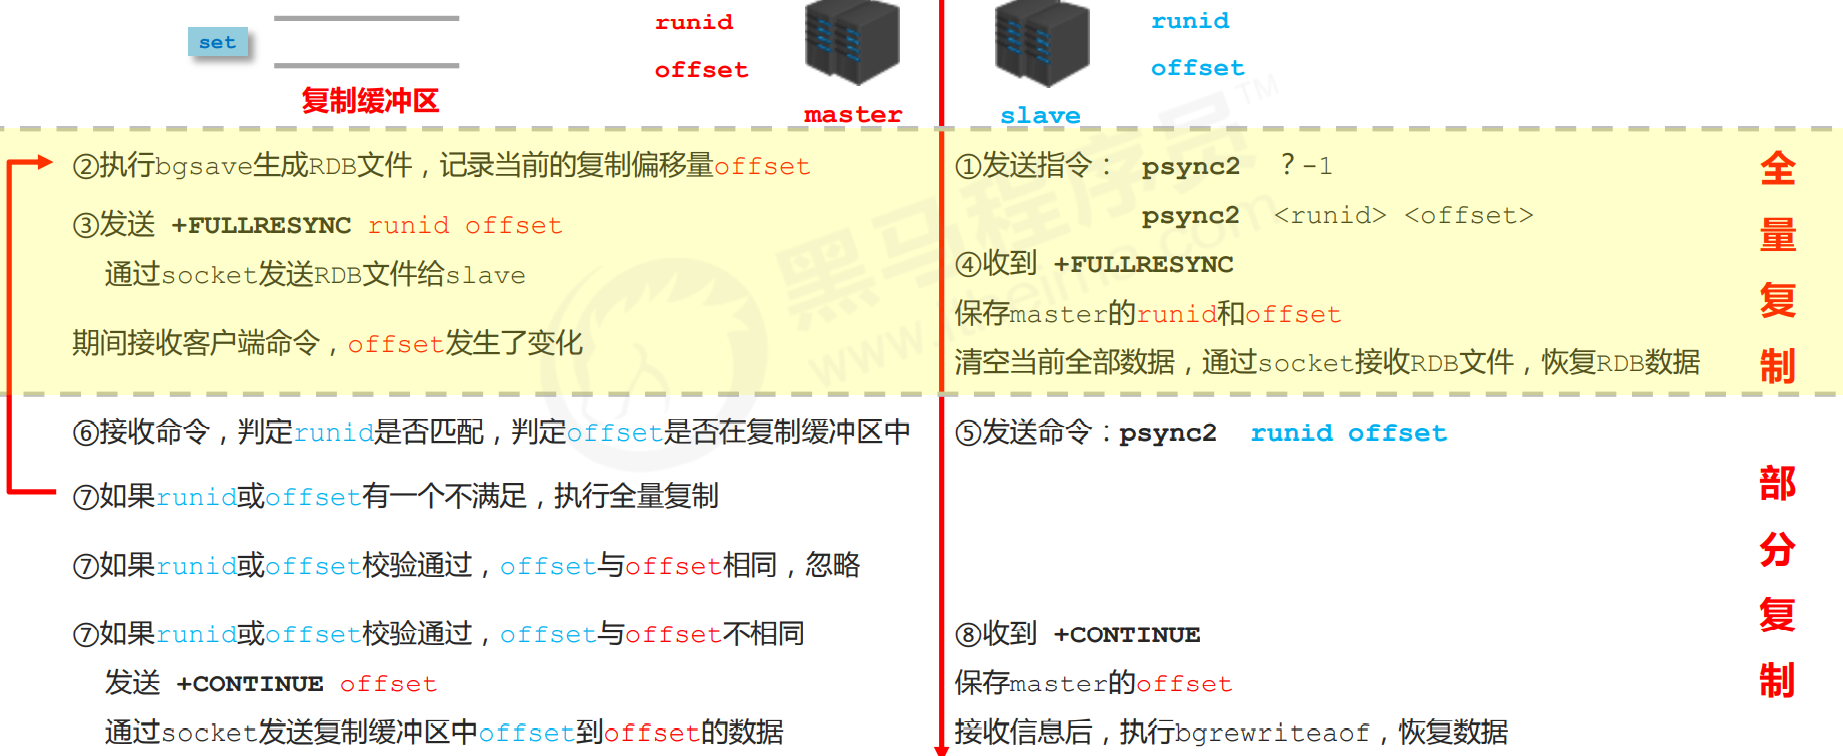 set
复制缓冲区
runid
offset
master
runid
offset
slave
②执行bgsave生成RDB文件，记录当前的复制偏移量offset
③发送 +FULLRESYNC runid offset
通过socket发送RDB文件给slave
期间接收客户端命令，offset发生了变化
①发送指令： psync2 ？-1
psync2 <runid> <offset>
④收到 +FULLRESYNC
保存master的runid和offset
清空当前全部数据，通过socket接收RDB文件，恢复RDB数据
全量复制
⑥接收命令，判定runid是否匹配，判定offset是否在复制缓冲区中
⑦如果runid或offset有一个不满足，执行全量复制
⑦如果runid或offset校验通过，offset与offset相同，忽略
⑦如果runid或offset校验通过，offset与offset不相同
发送 +CONTINUE offset
通过socket发送复制缓冲区中offset到offset的数据
⑤发送命令：psync2 runid offset
⑧收到 +CONTINUE
保存master的offset
接收信息后，执行bgrewriteaof，恢复数据
部分复制
黑马程序员™
www.itheima.com